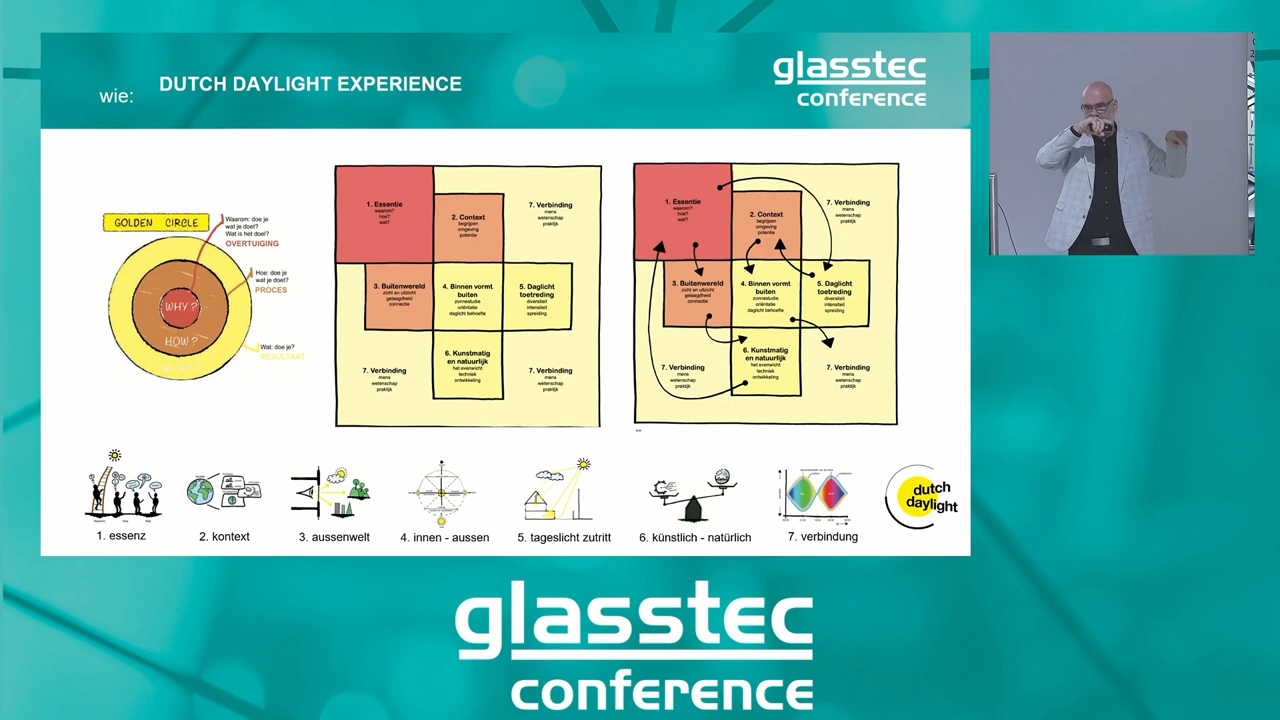 wie:
DUTCH DAYLIGHT EXPERIENCE
glasstec
conference
GOLDEN CIRCLE
Waarom: doe je
wat je doet?
Wat is het doel?
OVERTUIGING
Hoe: doe je
wat je doet?
PROCES
Wat: doe je?
RESULTAAT
WHY?
HOW?
1. Essentie
waarom?
hoe?
wat?
2. Context
begrijpen
omgeving
potentie
7. Verbinding
mens
wetenschap
praktijk
3. Buitenwereld
zicht en uitzicht
gelaagdheid
connectie
4. Binnen vormt
buiten
zonnestudie
oriëntatie
daglicht behoefte
5. Daglicht
toetreding
diversiteit
intensiteit
spreiding
6. Kunstmatig
en natuurlijk
het evenwicht
techniek
ontwikkeling
7. Verbinding
mens
wetenschap
praktijk
7. Verbinding
mens
wetenschap
praktijk
1. Essentie
waarom?
hoe?
wat?
2. Context
begrijpen
omgeving
potentie
7. Verbinding
mens
wetenschap
praktijk
3. Buitenwereld
zicht en uitzicht
gelaagdheid
connectie
4. Binnen vormt
buiten
zonnestudie
oriëntatie
daglicht behoefte
5. Daglicht
toetreding
diversiteit
intensiteit
spreiding
6. Kunstmatig
en natuurlijk
het evenwicht
techniek
ontwikkeling
7. Verbinding
mens
wetenschap
praktijk
7. Verbinding
mens
wetenschap
praktijk
1. essenz
2. kontext
3. aussenwelt
4. innen - aussen
5. tageslicht zutritt
6. künstlich - natürlich
7. verbindung
dutch
daylight
glasstec
conference